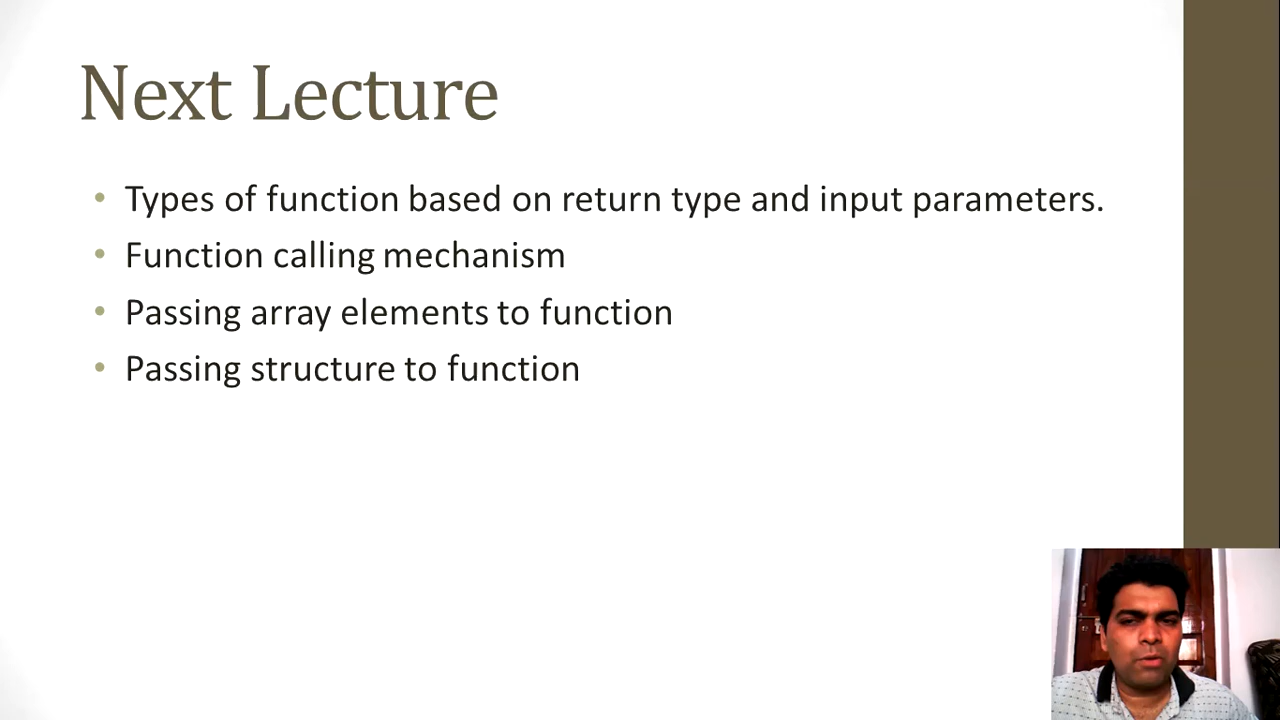 Next Lecture
• Types of function based on return type and input parameters.
• Function calling mechanism
• Passing array elements to function
• Passing structure to function